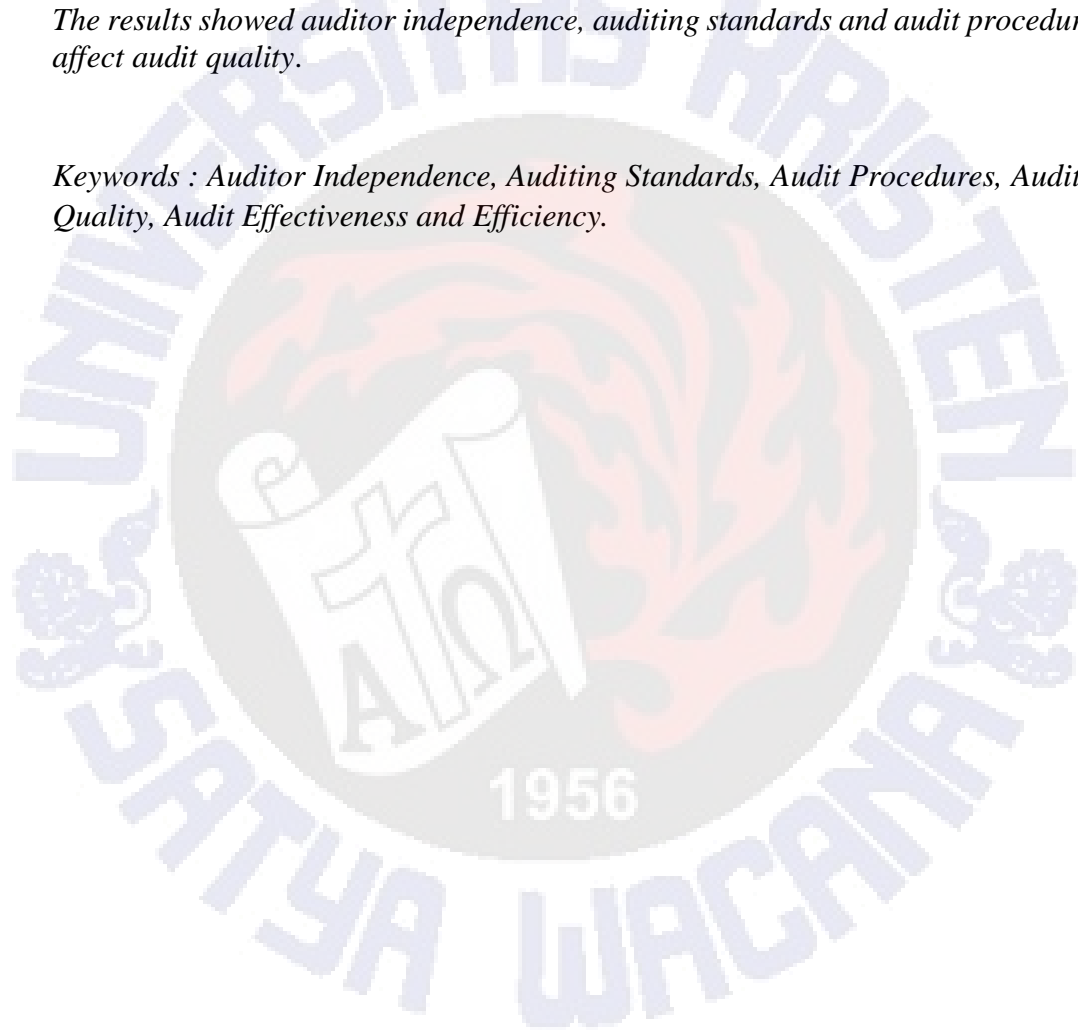 The results showed auditor independence, auditing standards and audit
affect audit quality.
Keywords : Auditor Independence, Auditing Standards, Audit Procedures, Audit
Quality, Audit Effectiveness and Efficiency.
UNIVERSITAS KRISTEN
SATYA WACANA
1956
Α Ω